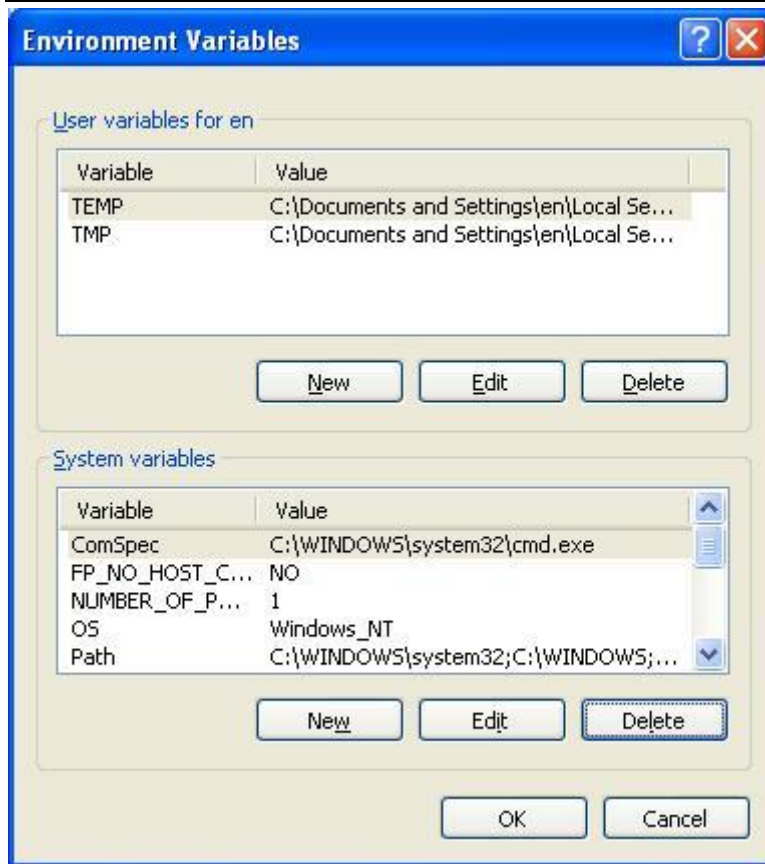 Environment Variables
User variables for en
Variable Value
TEMP C:\Documents and Settings\en\Local Se...
TMP C:\Documents and Settings\en\Local Se...
New Edit Delete
System variables
Variable Value
ComSpec C:\WINDOWS\system32\cmd.exe
FP_NO_HOST_C... NO
NUMBER_OF_P... 1
OS Windows_NT
Path C:\WINDOWS\system32;C:\WINDOWS;...
New Edit Delete
OK Cancel